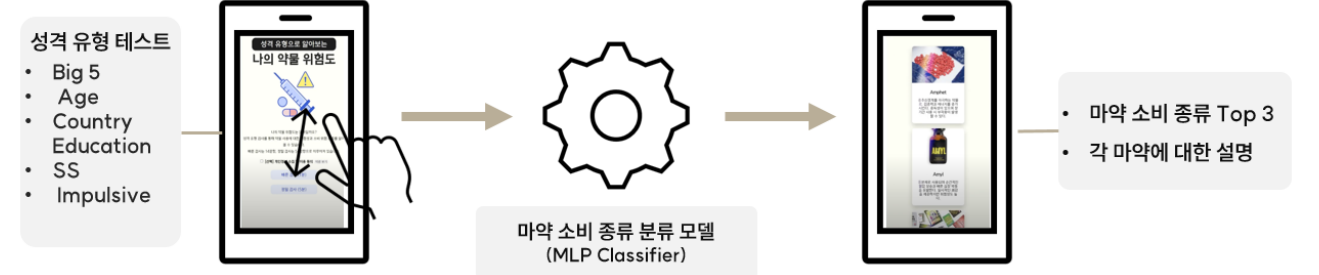 성격 유형 테스트
• Big 5
• Age
• Country
Education
• SS
• Impulsive
성격 유형으로 알아보는
나의 약물 위험도
마약 소비 종류 분류 모델
(MLP Classifier)
Amphet
AMYL
Amyl
• 마약 소비 종류 Top 3
• 각 마약에 대한 설명